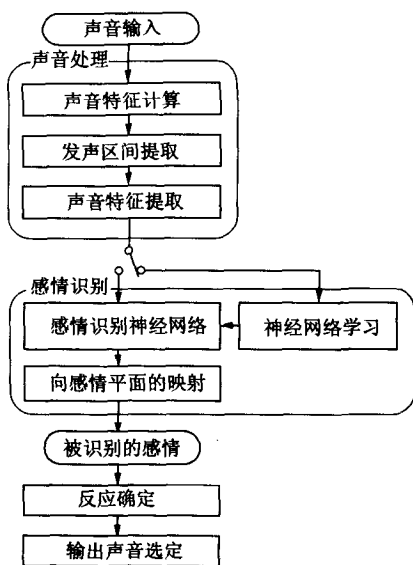 声音输入
声音处理
声音特征计算
发声区间提取
声音特征提取
感情识别
感情识别神经网络
神经网络学习
向感情平面的映射
被识别的感情
反应确定
输出声音选定